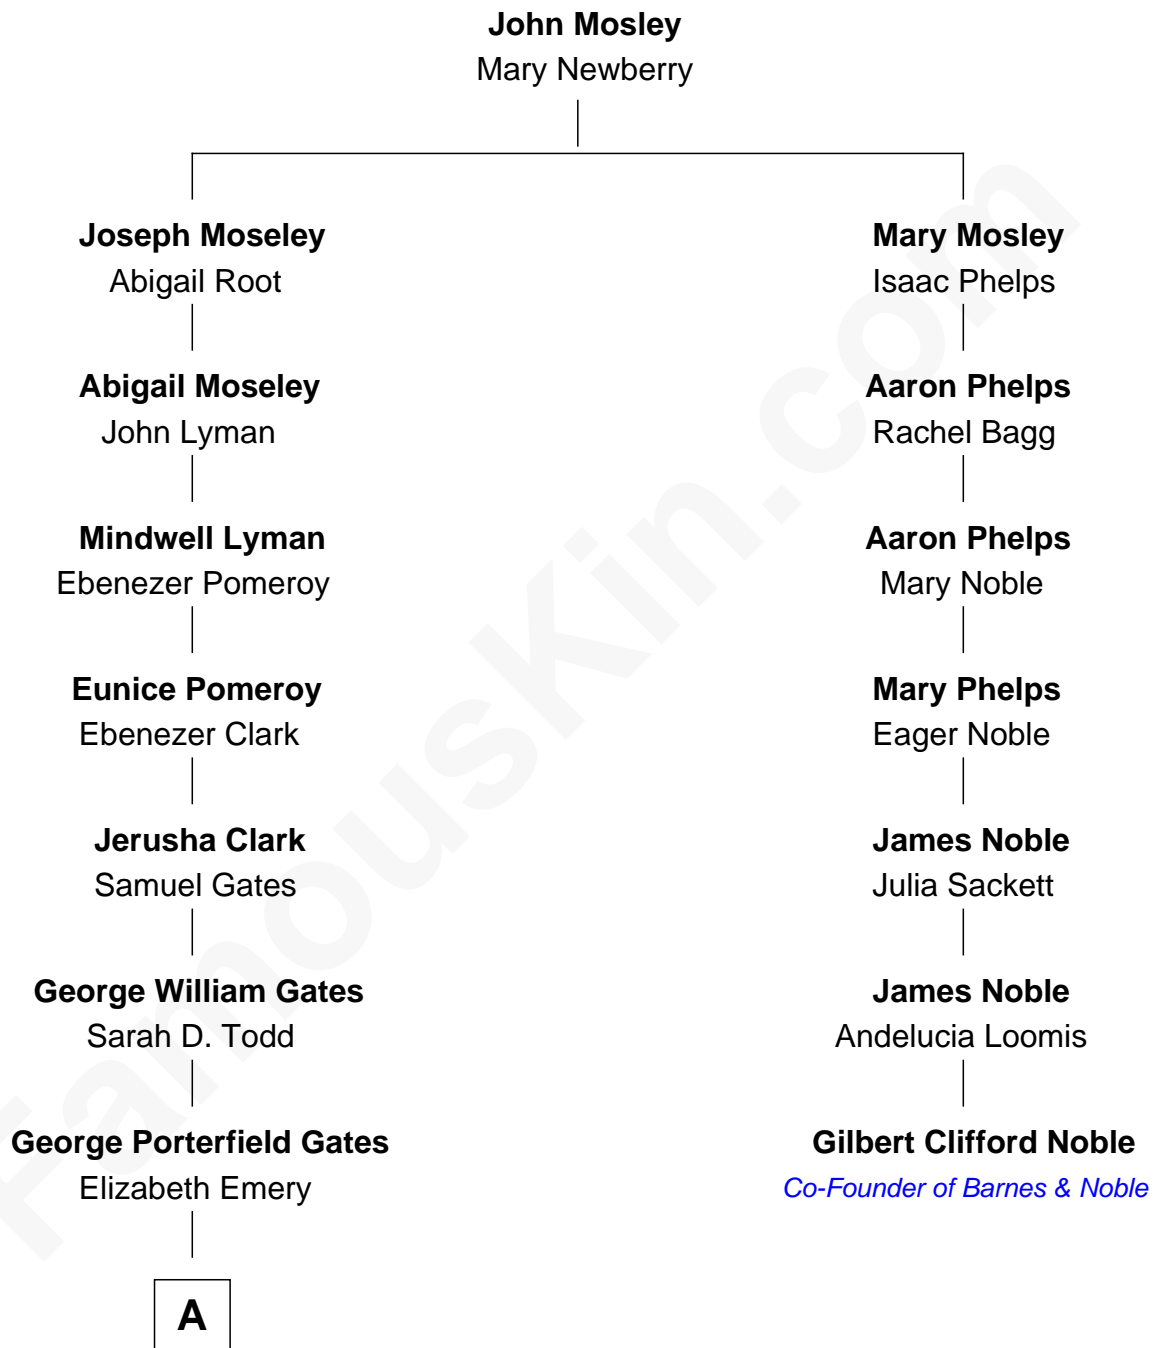 John Mosley
Mary Newberry
Joseph Moseley
Abigail Root
Mary Mosley
Isaac Phelps
Abigail Moseley
John Lyman
Aaron Phelps
Rachel Bagg
Mindwell Lyman
Ebenezer Pomeroy
Aaron Phelps
Mary Noble
Eunice Pomeroy
Ebenezer Clark
Mary Phelps
Eager Noble
Jerusha Clark
Samuel Gates
James Noble
Julia Sackett
George William Gates
Sarah D. Todd
James Noble
Andelucia Loomis
George Porterfield Gates
Elizabeth Emery
Gilbert Clifford Noble
Co-Founder of Barnes & Noble
A
FamousKin.com